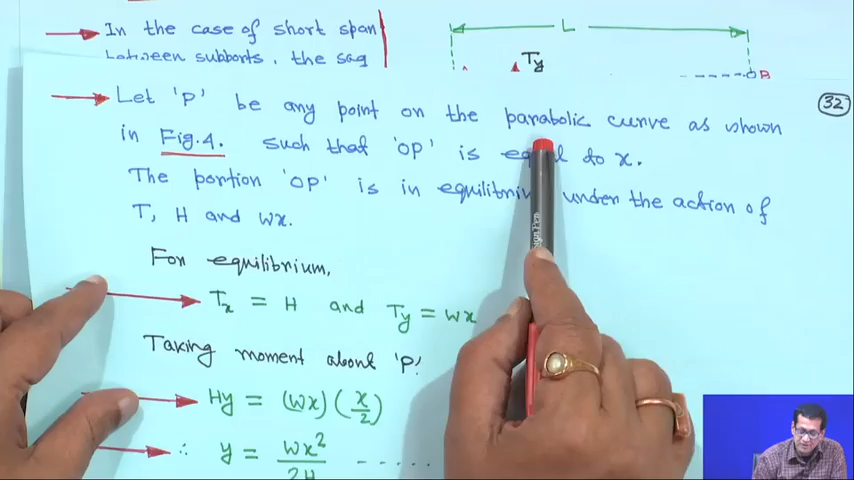 In the case of short span
between supports, the sag
L
Ty
B
32
Let 'P' be any point on the parabolic curve as shown
in Fig.4. such that 'OP' is equal to x.
The portion 'OP' is in equilibrium under the action of
T, H and wx.
For equilibrium,
Tx = H and Ty = wx
Taking moment about 'P'.
Hy = (wx) (x/2)
∴ y = wx²/2H .....